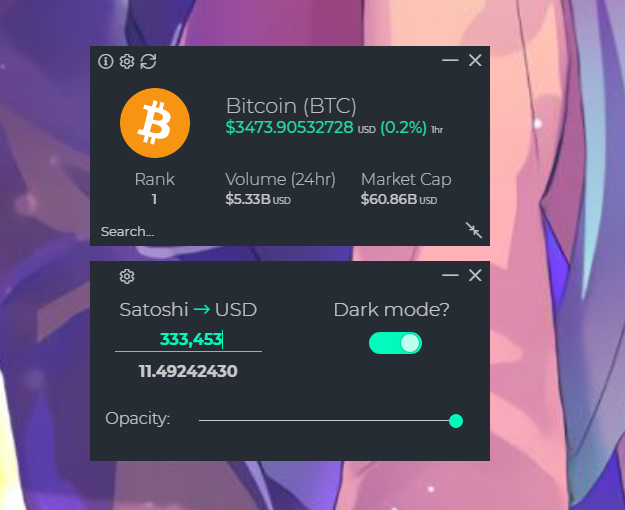 Bitcoin (BTC)
$3473.90532728 USD (0.2%) 1hr
Rank Volume (24hr) Market Cap
1 $5.33B USD $60.86B USD
Search...
Satoshi → USD Dark mode?
333,453
11.49242430
Opacity: